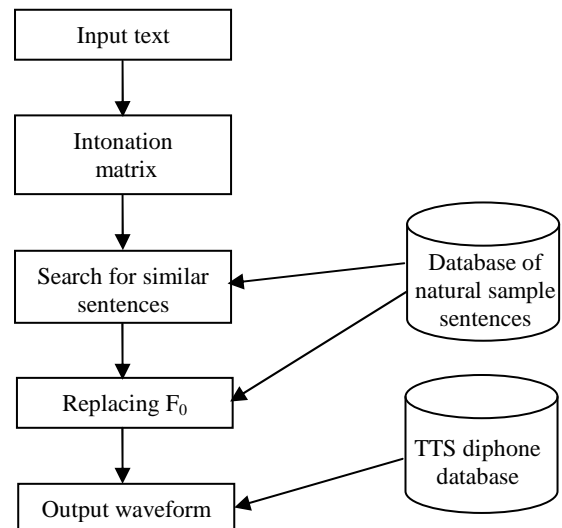 Input text
Intonation
matrix
Search for similar
sentences
Database of
natural sample
sentences
Replacing F₀
TTS diphone
database
Output waveform